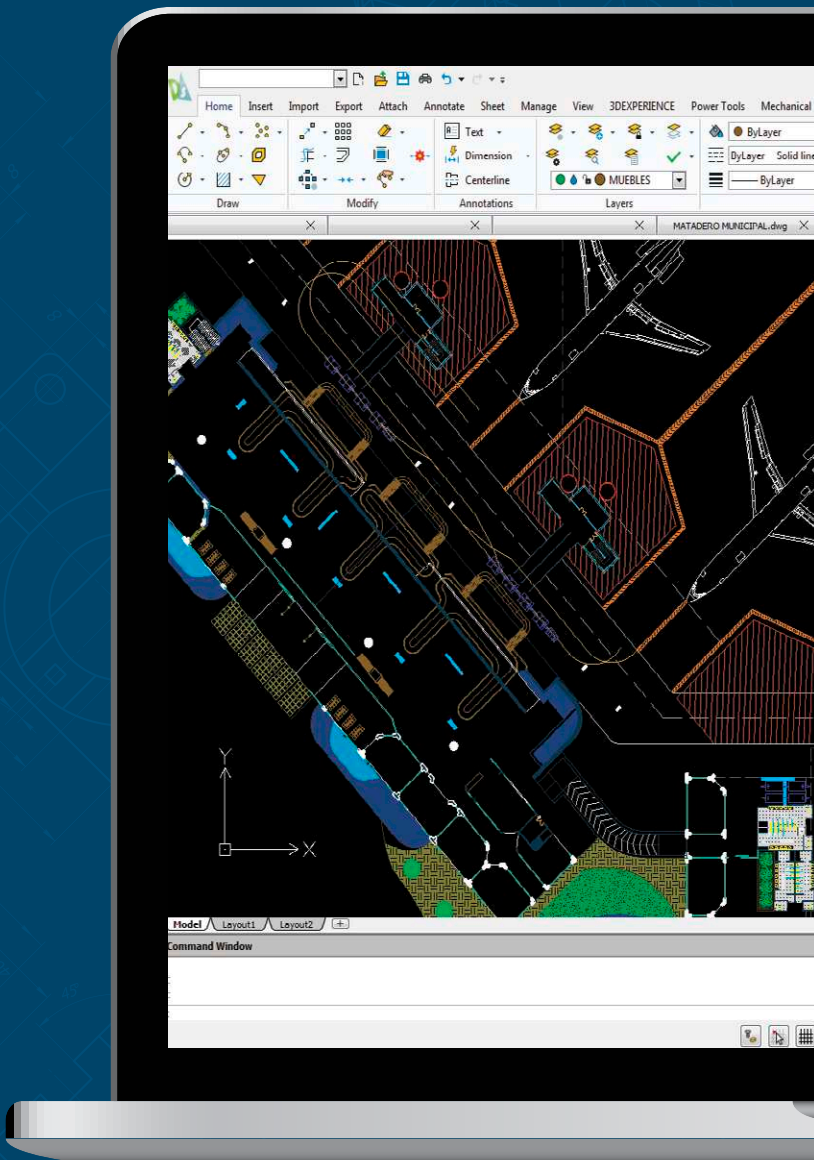 DS
Home Insert Import Export Attach Annotate Sheet Manage View 3DEXPERIENCE Power Tools Mechanical
Text
ByLayer
Dimension
ByLayer Solid line
Centerline
MUEBLES
ByLayer
Draw Modify Annotations Layers
MATADERO MUNICIPAL.dwg
Y
X
Model Layout1 Layout2
Command Window
:
:
: